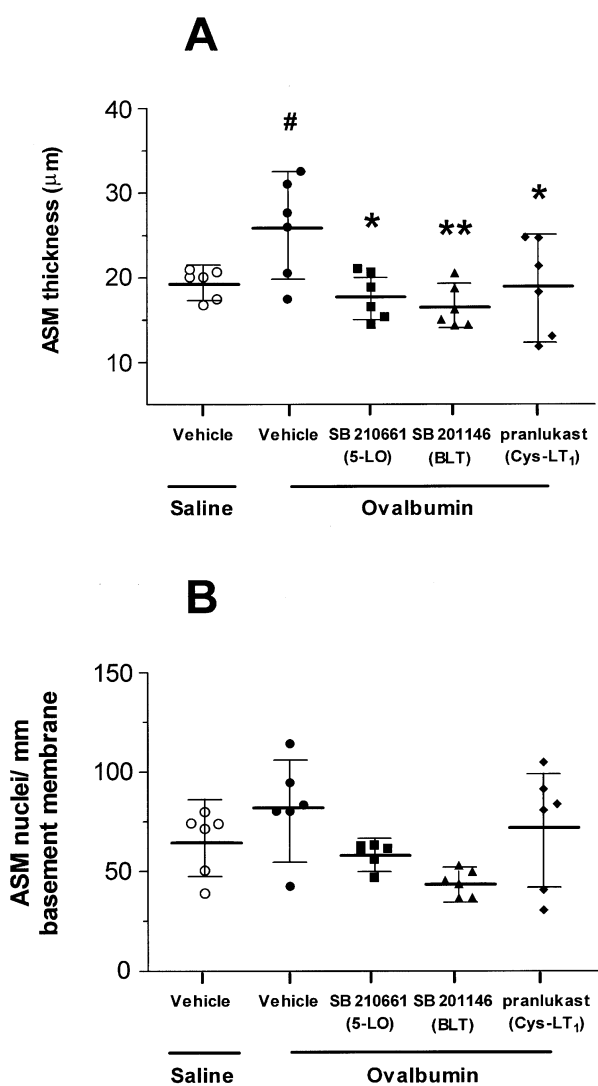 A
40
30
20
10
ASM thickness (μm)
#
*
**
*
Vehicle Vehicle SB 210661 SB 201146 pranlukast
(5-LO) (BLT) (Cys-LT1)
Saline Ovalbumin
B
150
100
50
0
ASM nuclei/ mm
basement membrane
Vehicle Vehicle SB 210661 SB 201146 pranlukast
(5-LO) (BLT) (Cys-LT1)
Saline Ovalbumin